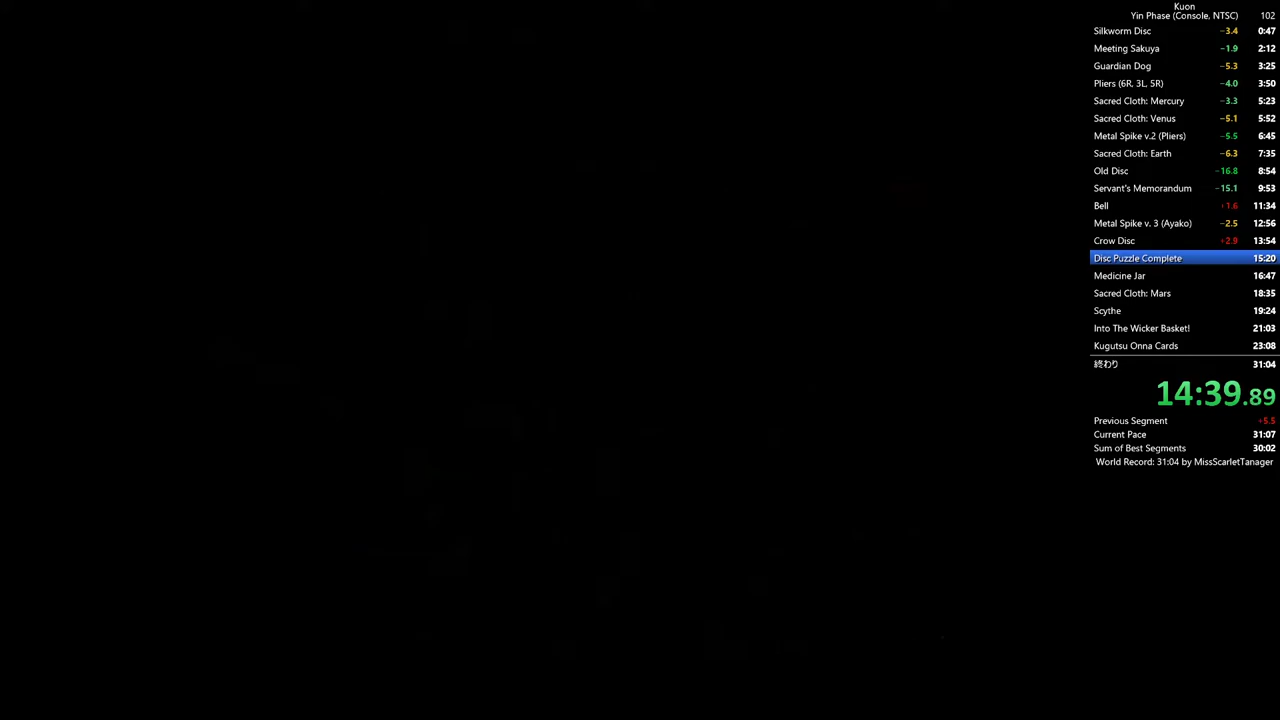 Kuon
Yin Phase (Console, NTSC) 102
Silkworm Disc −3.4 0:47
Meeting Sakuya −1.9 2:12
Guardian Dog −5.3 3:25
Pliers (6R, 3L, 5R) −4.0 3:50
Sacred Cloth: Mercury −3.3 5:23
Sacred Cloth: Venus −5.1 5:52
Metal Spike v.2 (Pliers) −5.5 6:45
Sacred Cloth: Earth −6.3 7:35
Old Disc −16.8 8:54
Servant's Memorandum −15.1 9:53
Bell +1.6 11:34
Metal Spike v. 3 (Ayako) −2.5 12:56
Crow Disc +2.9 13:54
Disc Puzzle Complete 15:20
Medicine Jar 16:47
Sacred Cloth: Mars 18:35
Scythe 19:24
Into The Wicker Basket! 21:03
Kugutsu Onna Cards 23:08
終わり 31:04
14:39.89
Previous Segment +5.5
Current Pace 31:07
Sum of Best Segments 30:02
World Record: 31:04 by MissScarletTanager